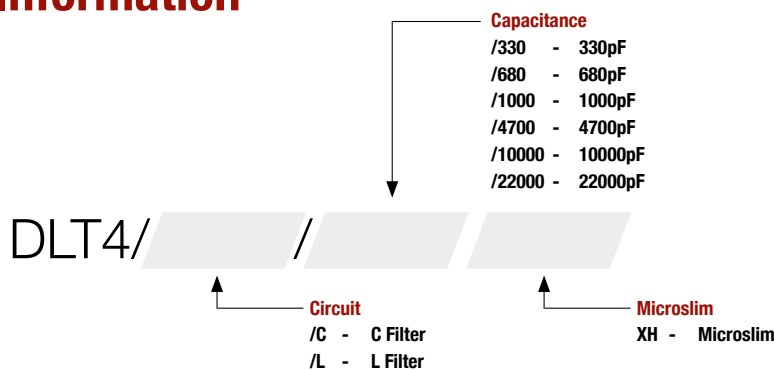 Information
Capacitance
/330 - 330pF
/680 - 680pF
/1000 - 1000pF
/4700 - 4700pF
/10000 - 10000pF
/22000 - 22000pF
DLT4/ /
Circuit
/C - C Filter
/L - L Filter
Microslim
XH - Microslim